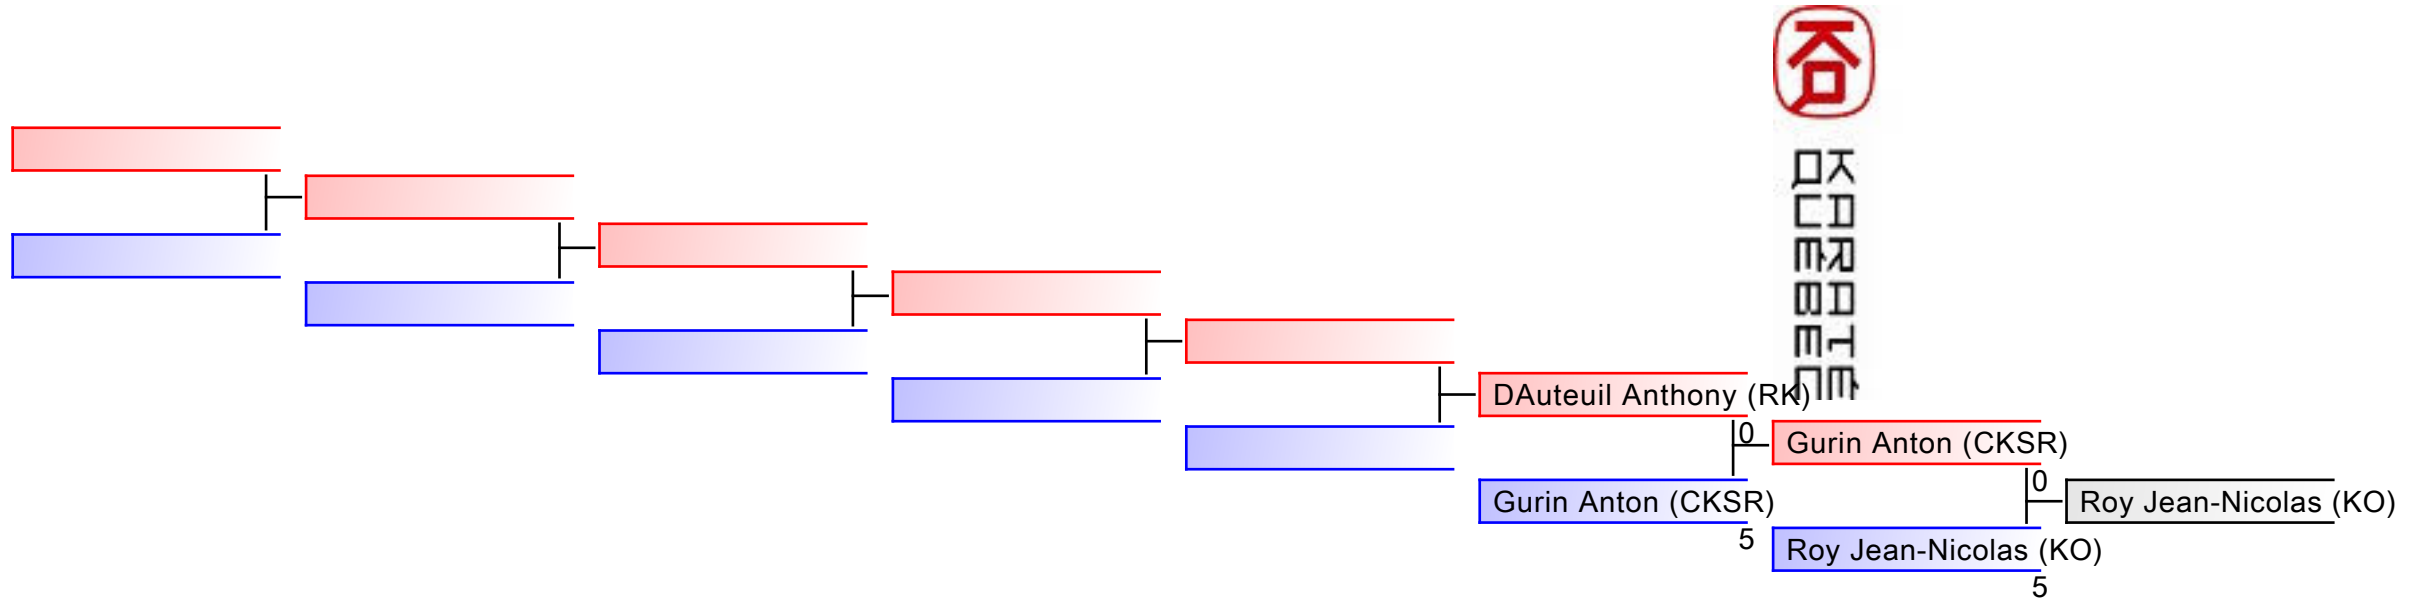 KARATÉ
QUÉBEC
DAuteuil Anthony (RK)
0
Gurin Anton (CKSR)
Gurin Anton (CKSR)
5
0
Roy Jean-Nicolas (KO)
Roy Jean-Nicolas (KO)
5